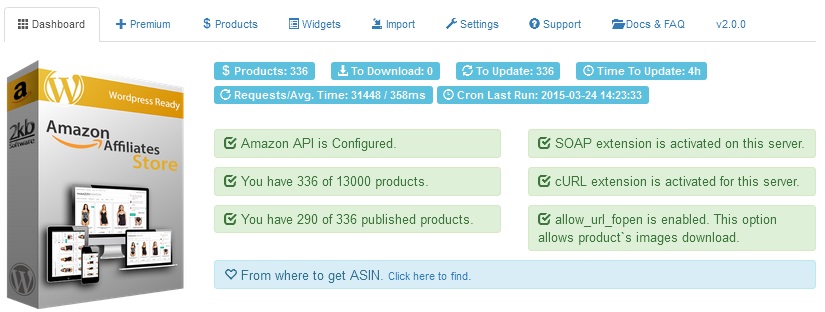 Dashboard Premium Products Widgets Import Settings Support Docs & FAQ v2.0.0
Products: 336 To Download: 0 To Update: 336 Time To Update: 4h
Requests/Avg. Time: 31448 / 358ms Cron Last Run: 2015-03-24 14:23:33
a
Wordpress Ready
2kb
Software
Amazon
Affiliates
Store
Amazon API is Configured.
You have 336 of 13000 products.
You have 290 of 336 published products.
SOAP extension is activated on this server.
cURL extension is activated for this server.
allow_url_fopen is enabled. This option
allows product`s images download.
From where to get ASIN. Click here to find.